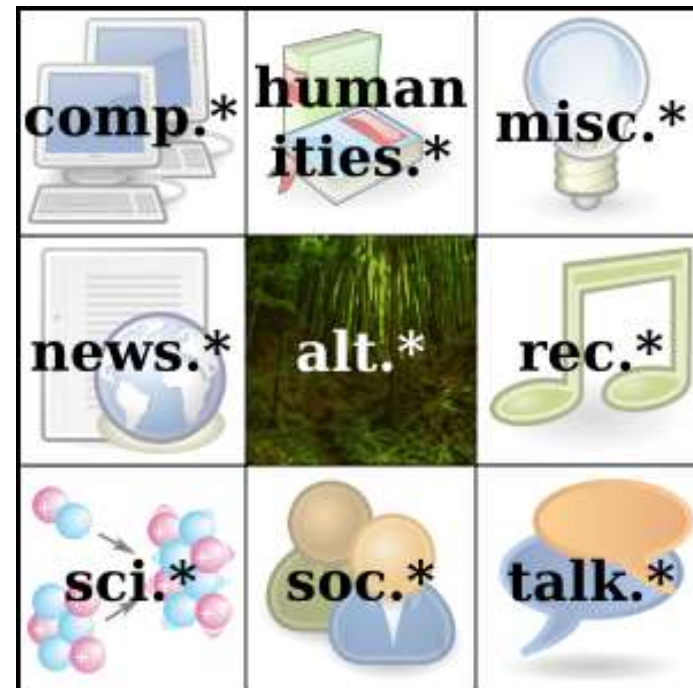 comp.*
human
ities.*
misc.*
news.*
alt.*
rec.*
sci.*
soc.*
talk.*